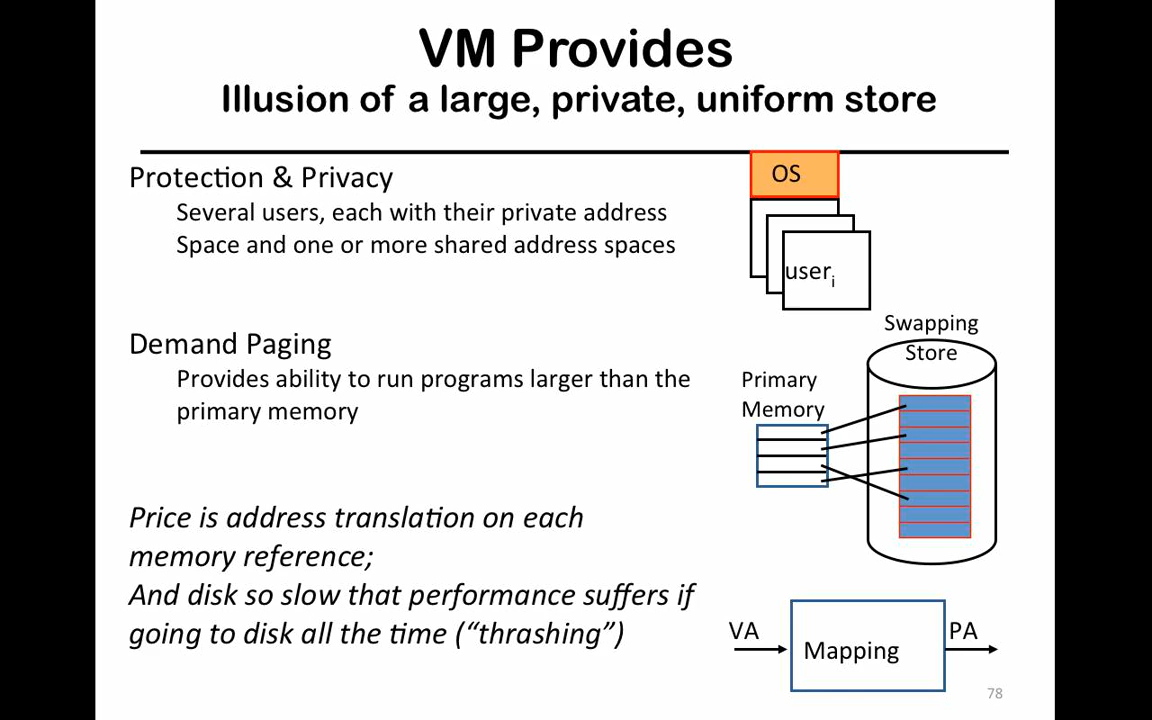 VM Provides
Illusion of a large, private, uniform store
Protection & Privacy
Several users, each with their private address
Space and one or more shared address spaces
OS
userᵢ
Demand Paging
Provides ability to run programs larger than the
primary memory
Swapping
Store
Primary
Memory
Price is address translation on each
memory reference;
And disk so slow that performance suffers if
going to disk all the time (“thrashing”)
VA
Mapping
PA
78